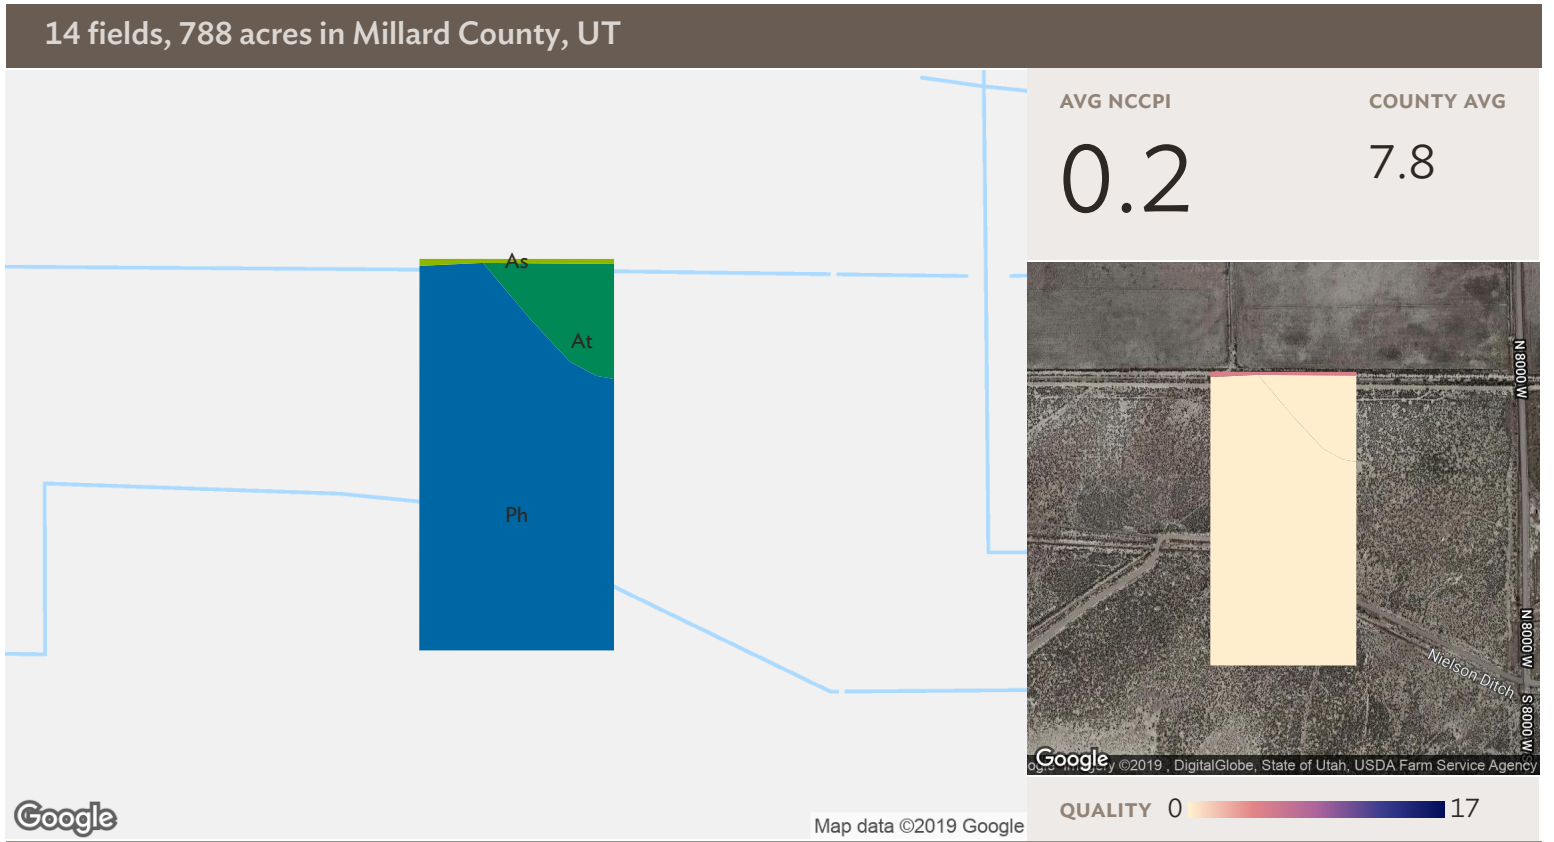 14 fields, 788 acres in Millard County, UT
AVG NCCPI
COUNTY AVG
0.2
7.8
As
At
Ph
N 8000 W
N 8000 W
Nielson Ditch
S 8000 W
Google
Imagery ©2019 , DigitalGlobe, State of Utah, USDA Farm Service Agency
Google
Map data ©2019 Google
QUALITY 0 17